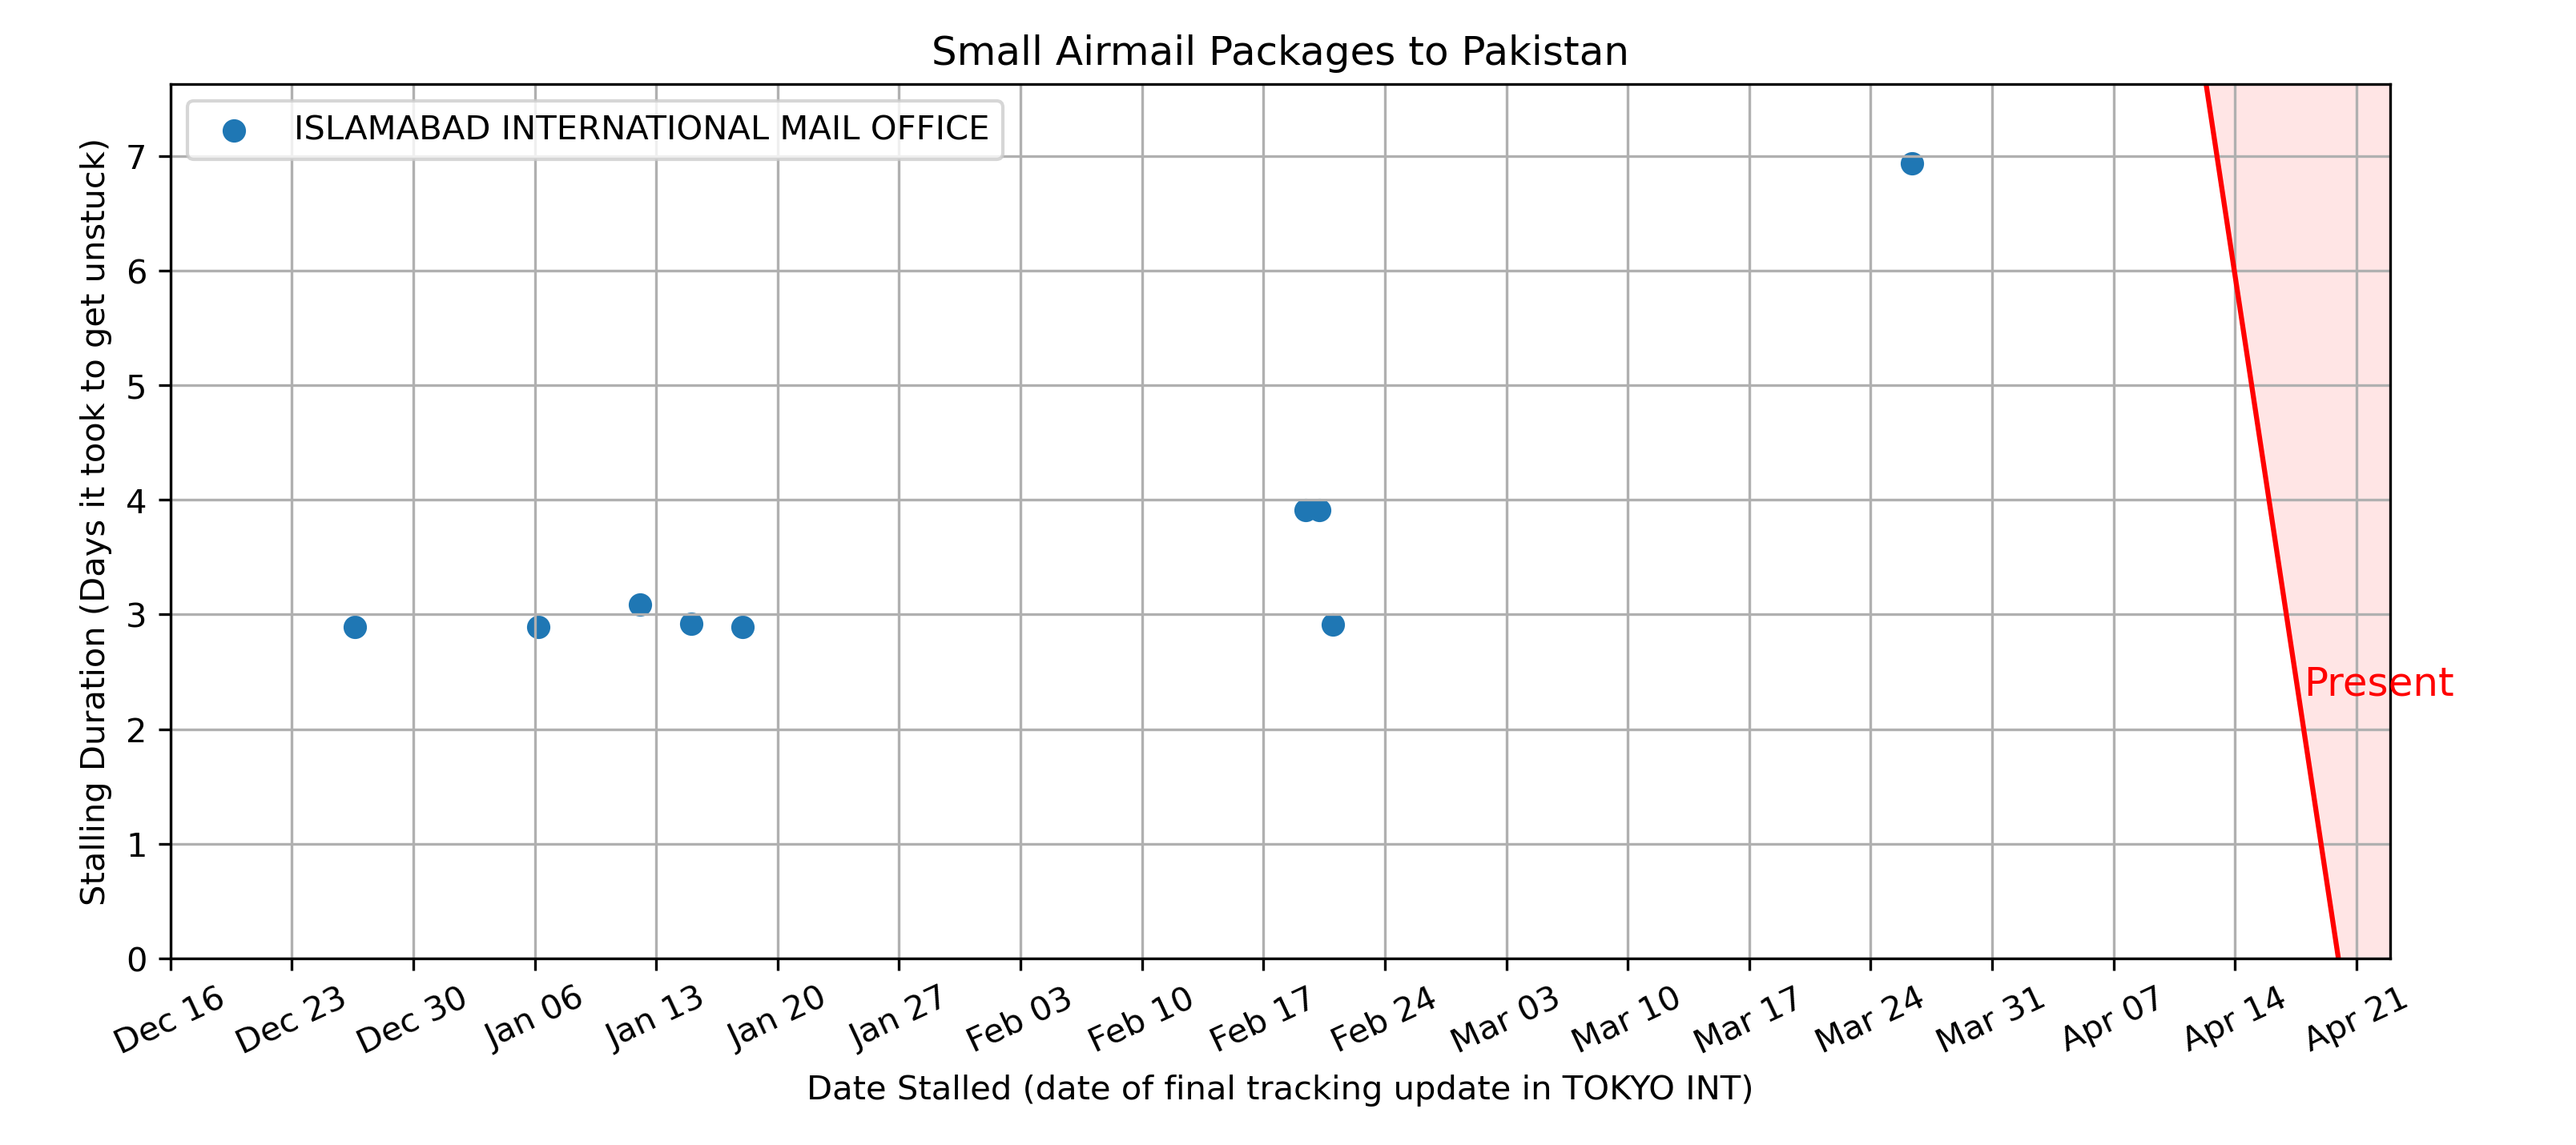 Small Airmail Packages to Pakistan
ISLAMABAD INTERNATIONAL MAIL OFFICE
Stalling Duration (Days it took to get unstuck)
7
6
5
4
3
2
1
0
Present
Dec 16
Dec 23
Dec 30
Jan 06
Jan 13
Jan 20
Jan 27
Feb 03
Feb 10
Feb 17
Feb 24
Mar 03
Mar 10
Mar 17
Mar 24
Mar 31
Apr 07
Apr 14
Apr 21
Date Stalled (date of final tracking update in TOKYO INT)